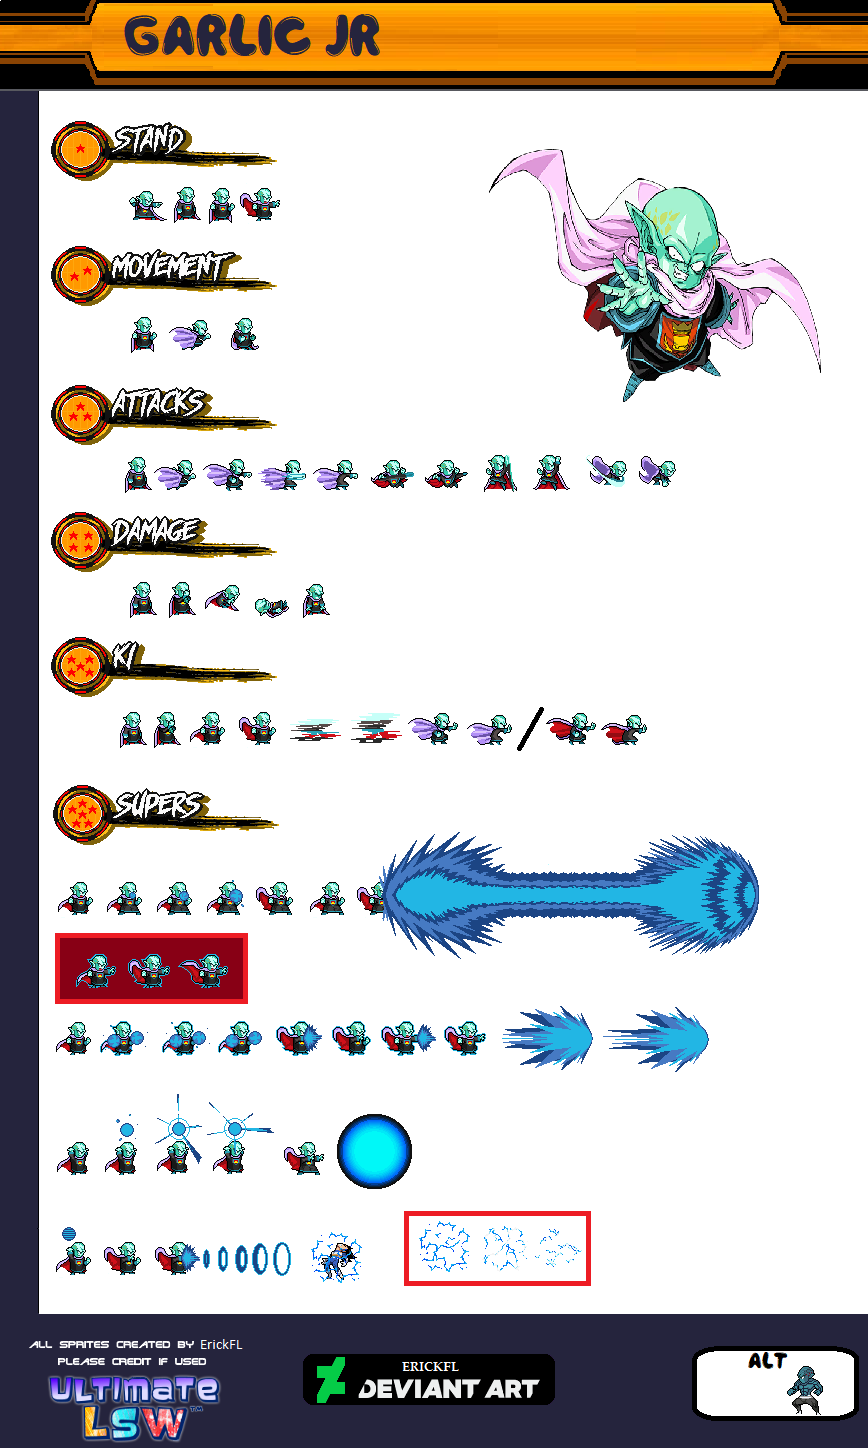 GARLIC JR
STAND
MOVEMENT
ATTACKS
DAMAGE
KI
SUPERS
ALL SPRITES CREATED BY ErickFL
PLEASE CREDIT IF USED
ULTIMATE
LSW™
ERICKFL
DEVIANT ART
ALT